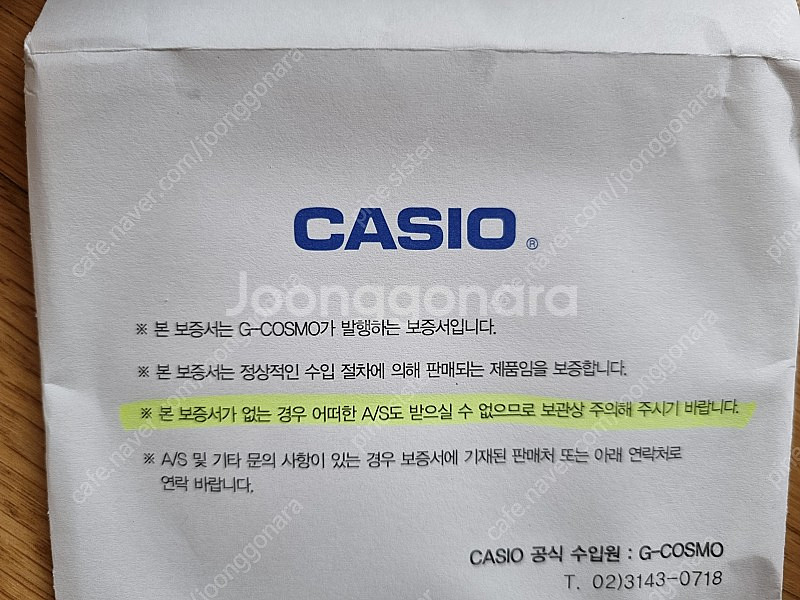 CASIO®
Joonggonara
※ 본 보증서는 G-COSMO가 발행하는 보증서입니다.
※ 본 보증서는 정상적인 수입 절차에 의해 판매되는 제품임을 보증합니다.
※ 본 보증서가 없는 경우 어떠한 A/S도 받으실 수 없으므로 보관상 주의해 주시기 바랍니다.
※ A/S 및 기타 문의 사항이 있는 경우 보증서에 기재된 판매처 또는 아래 연락처로
연락 바랍니다.
CASIO 공식 수입원 : G-COSMO
T. 02)3143-0718
cafe.naver.com/joonggonara
pine.sister